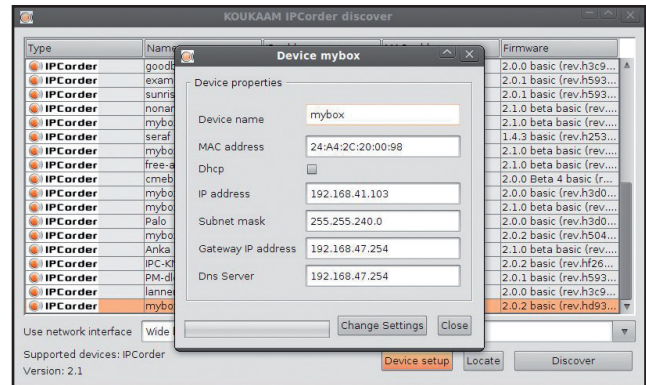 KOUKAAM IPCorder discover
Type Name Firmware
IPCorder 2.0.0 basic (rev.h3c9...
IPCorder exam 2.0.1 basic (rev.h593...
IPCorder sunris 2.0.1 basic (rev.h593...
IPCorder nonar 2.1.0 beta basic (rev....
IPCorder mybo 2.1.0 beta basic (rev....
IPCorder seraf 1.4.3 basic (rev.h253...
IPCorder mybo 2.1.0 beta basic (rev....
IPCorder free-a 2.1.0 beta basic (rev....
IPCorder cmeb 2.0.0 Beta 4 basic (r...
IPCorder mybo 2.0.0 basic (rev.h3d0...
IPCorder mybo 2.1.0 beta basic (rev....
IPCorder Palo 2.0.0 basic (rev.h3d0...
IPCorder mybo 2.0.2 basic (rev.h504...
IPCorder Anka 2.1.0 beta basic (rev....
IPCorder 2.0.2 basic (rev.hf26...
IPCorder PM-dl 2.0.1 basic (rev.h593...
IPCorder lanne 2.0.0 basic (rev.h3c9...
IPCorder mybo 2.0.2 basic (rev.hd93...
Device mybox
Device properties
Device name mybox
MAC address 24:A4:2C:20:00:98
Dhcp
IP address 192.168.41.103
Subnet mask 255.255.240.0
Gateway IP address 192.168.47.254
Dns Server 192.168.47.254
Change Settings Close
Use network interface Wide
Supported devices: IPCorder
Device setup Locate Discover
Version: 2.1